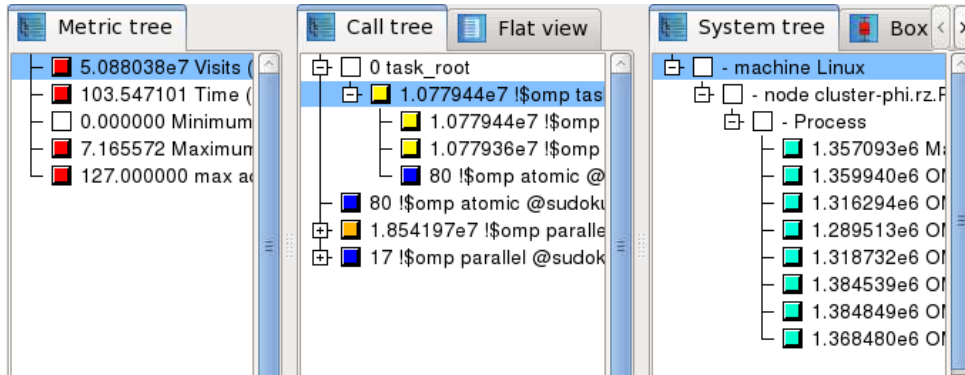 Metric tree
5.088038e7 Visits (
103.547101 Time (
0.000000 Minimum
7.165572 Maximum
127.000000 max
Call tree
Flat view
0 task_root
1.077944e7 !$omp tas
1.077944e7 !$omp
1.077936e7 !$omp
80 !$omp atomic @
80 !$omp atomic @sudok
1.854197e7 !$omp paralle
17 !$omp parallel @sudok
System tree
Box
- machine Linux
- node cluster-phi.rz.
- Process
1.357093e6 Ma
1.359940e6 O
1.316294e6 O
1.289513e6 O
1.318732e6 O
1.384539e6 O
1.384849e6 O
1.368480e6 O